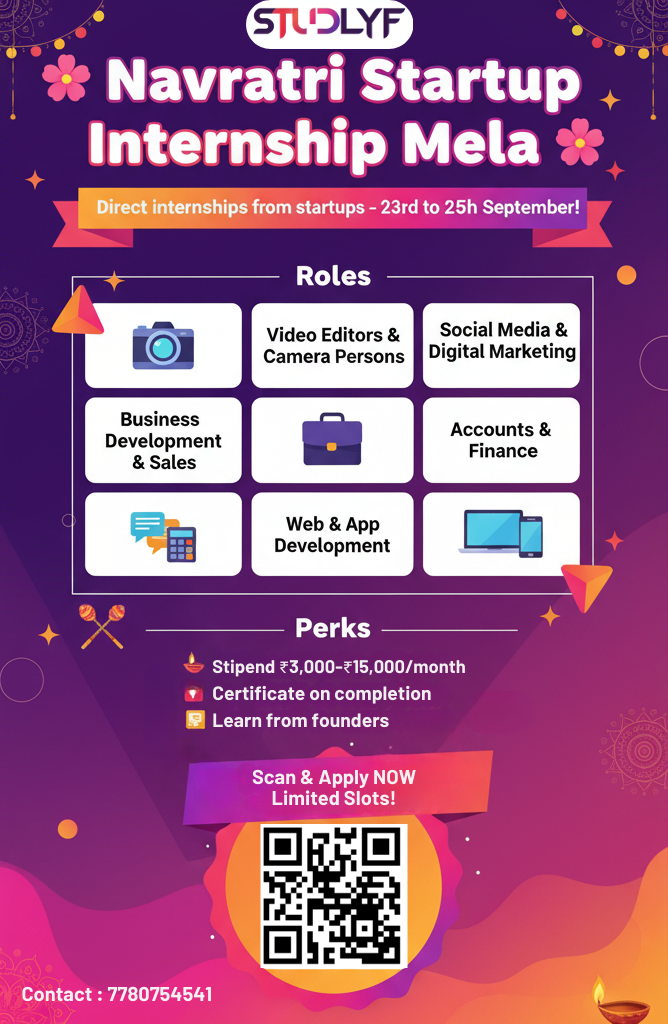 STUDLYF
Navratri Startup
Internship Mela
Direct internships from startups - 23rd to 25h September!
Roles
Video Editors &
Camera Persons
Social Media &
Digital Marketing
Business
Development
& Sales
Accounts &
Finance
Web & App
Development
Perks
Stipend ₹3,000-₹15,000/month
Certificate on completion
Learn from founders
Scan & Apply NOW
Limited Slots!
Contact : 7780754541